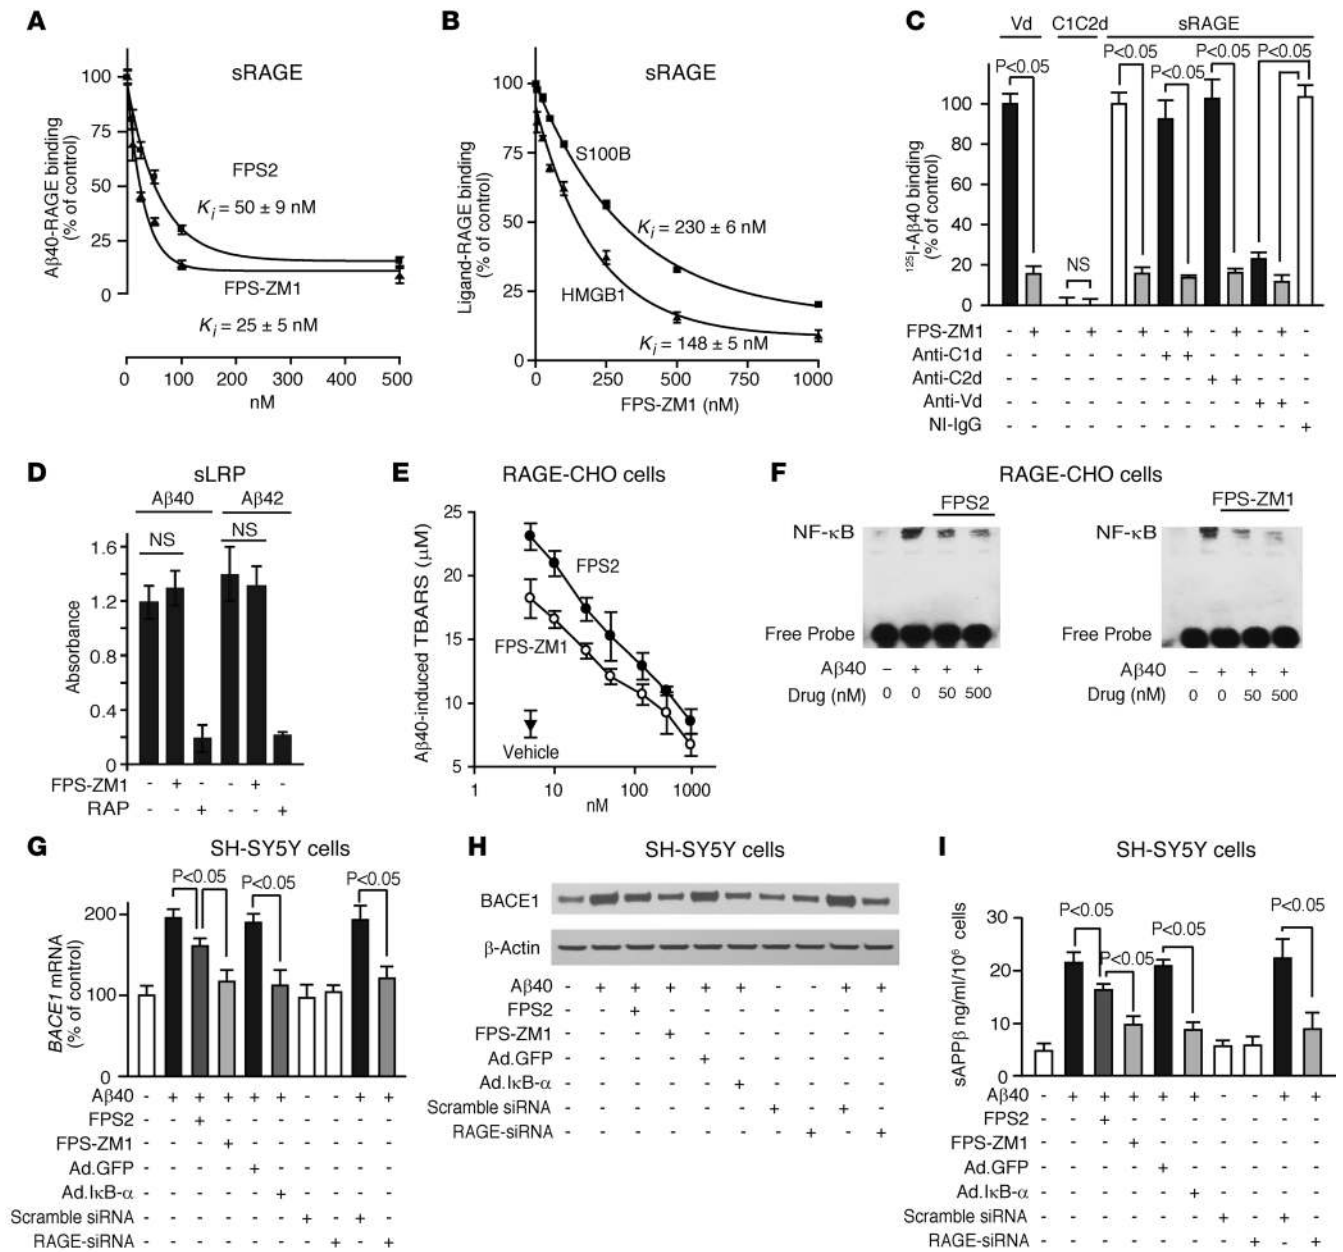 A
sRAGE
Aβ40-RAGE binding
(% of control)
100
75
50
25
0
FPS2
Ki = 50 ± 9 nM
FPS-ZM1
Ki = 25 ± 5 nM
0 100 200 300 400 500
nM
B
sRAGE
Ligand-RAGE binding
(% of control)
100
75
50
25
0
S100B
Ki = 230 ± 6 nM
HMGB1
Ki = 148 ± 5 nM
0 250 500 750 1000
FPS-ZM1 (nM)
C
Vd C1C2d sRAGE
P<0.05 P<0.05 P<0.05 P<0.05 P<0.05
NS
125I-Aβ40 binding
(% of control)
100
80
60
40
20
0
FPS-ZM1 - + - + - + - + - + - + -
Anti-C1d - - - - - - + + - - - - -
Anti-C2d - - - - - - - - + + - - -
Anti-Vd - - - - - - - - - - + + -
NI-IgG - - - - - - - - - - - - +
D
sLRP
Aβ40 Aβ42
NS NS
Absorbance
1.6
1.2
0.8
0.4
0
FPS-ZM1 - + - - + -
RAP - - + - - +
E
RAGE-CHO cells
Aβ40-induced TBARS (μM)
25
20
15
10
5
FPS2
FPS-ZM1
Vehicle
1 10 100 1000
nM
F
RAGE-CHO cells
FPS2
NF-κB
Free Probe
Aβ40 – + + +
Drug (nM) 0 0 50 500
FPS-ZM1
NF-κB
Free Probe
Aβ40 – + + +
Drug (nM) 0 0 50 500
G
SH-SY5Y cells
P<0.05 P<0.05 P<0.05
BACE1 mRNA
(% of control)
200
100
0
Aβ40 - + + + + + - - + +
FPS2 - - + - - - - - - -
FPS-ZM1 - - - + - - - - - -
Ad.GFP - - - - + - - - - -
Ad.IκB-α - - - - - + - - - -
Scramble siRNA - - - - - - + - + -
RAGE-siRNA - - - - - - - + - +
H
SH-SY5Y cells
BACE1
β-Actin
Aβ40 - + + + + + - - + +
FPS2 - - + - - - - - - -
FPS-ZM1 - - - + - - - - - -
Ad.GFP - - - - + - - - - -
Ad.IκB-α - - - - - + - - - -
Scramble siRNA - - - - - - + - + -
RAGE-siRNA - - - - - - - + - +
I
SH-SY5Y cells
P<0.05 P<0.05 P<0.05 P<0.05
sAPPβ ng/ml/10⁶ cells
30
20
10
0
Aβ40 - + + + + + - - + +
FPS2 - - + - - - - - - -
FPS-ZM1 - - - + - - - - - -
Ad.GFP - - - - + - - - - -
Ad.IκB-α - - - - - + - - - -
Scramble siRNA - - - - - - + - + -
RAGE-siRNA - - - - - - - + - +